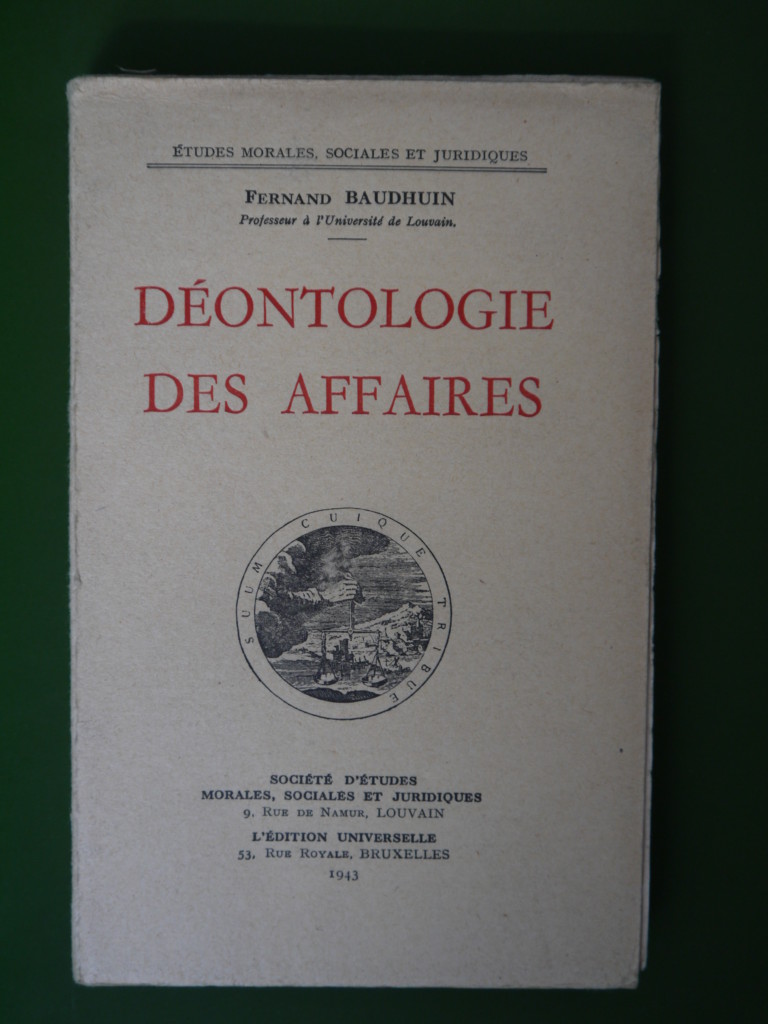 ÉTUDES MORALES, SOCIALES ET JURIDIQUES
FERNAND BAUDHUIN
Professeur à l'Université de Louvain.
DÉONTOLOGIE
DES AFFAIRES
SUUM CUIQUE TRIBUE
SOCIÉTÉ D'ÉTUDES
MORALES, SOCIALES ET JURIDIQUES
9, RUE DE NAMUR, LOUVAIN
L'ÉDITION UNIVERSELLE
53, RUE ROYALE, BRUXELLES
1943